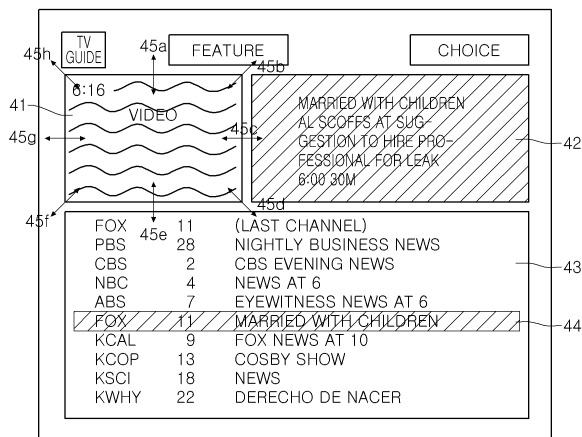 TV
GUIDE
FEATURE
CHOICE
45h
45a
45b
6:16
41
VIDEO
45g
45c
MARRIED WITH CHILDREN
AL SCOFFS AT SUG-
GESTION TO HIRE PRO-
FESSIONAL FOR LEAK
6:00 30M
42
45f
45e
45d
FOX 11 (LAST CHANNEL)
PBS 28 NIGHTLY BUSINESS NEWS
CBS 2 CBS EVENING NEWS
43
NBC 4 NEWS AT 6
ABS 7 EYEWITNESS NEWS AT 6
FOX 11 MARRIED WITH CHILDREN
44
KCAL 9 FOX NEWS AT 10
KCOP 13 COSBY SHOW
KSCI 18 NEWS
KWHY 22 DERECHO DE NACER